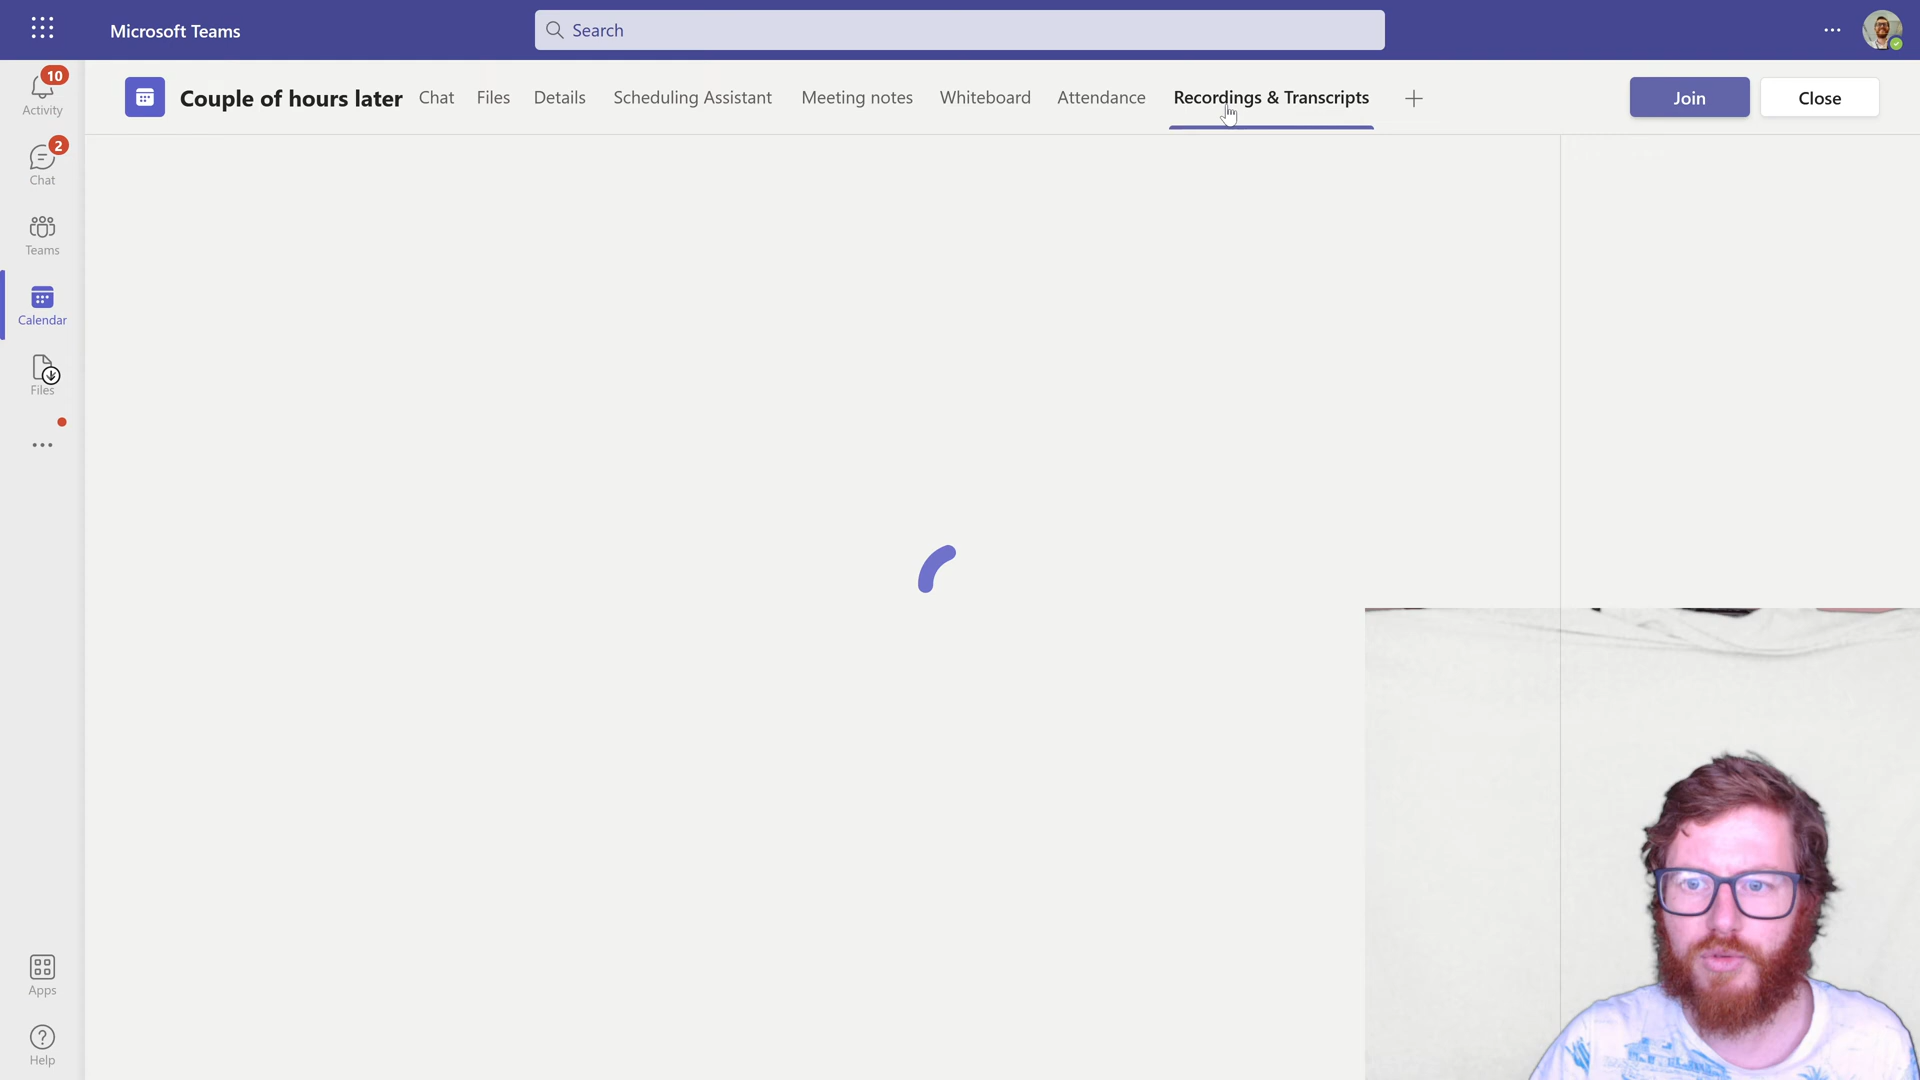 Microsoft Teams
Search
10
Activity
Couple of hours later
Chat
Files
Details
Scheduling Assistant
Meeting notes
Whiteboard
Attendance
Recordings & Transcripts
Join
Close
2
Chat
Teams
Calendar
Files
Apps
Help